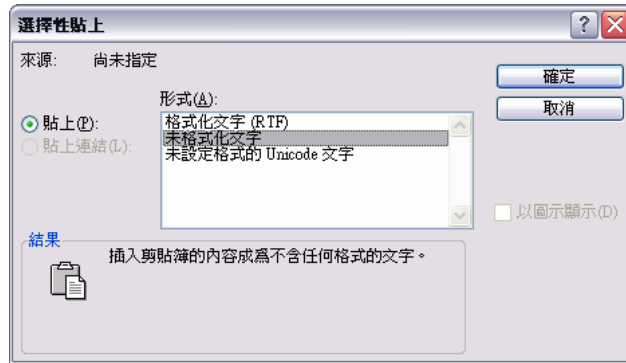 選擇性貼上
來源: 尚未指定
形式(A):
貼上(P):
貼上連結(L):
格式化文字 (RTF)
未格式化文字
未設定格式的 Unicode 文字
確定
取消
以圖示顯示(D)
結果
插入剪貼簿的內容成爲不含任何格式的文字。